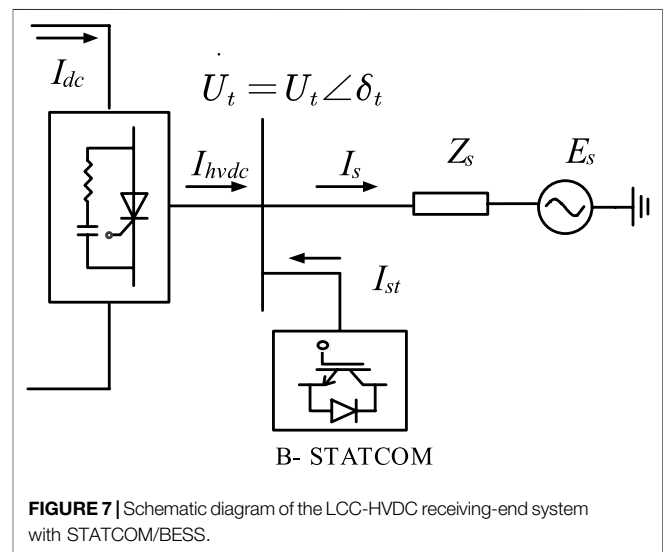 I_dc
U̇_t = U_t∠δ_t
I_hvdc
I_s
Z_s
E_s
I_st
B- STATCOM
FIGURE 7 | Schematic diagram of the LCC-HVDC receiving-end system
with STATCOM/BESS.